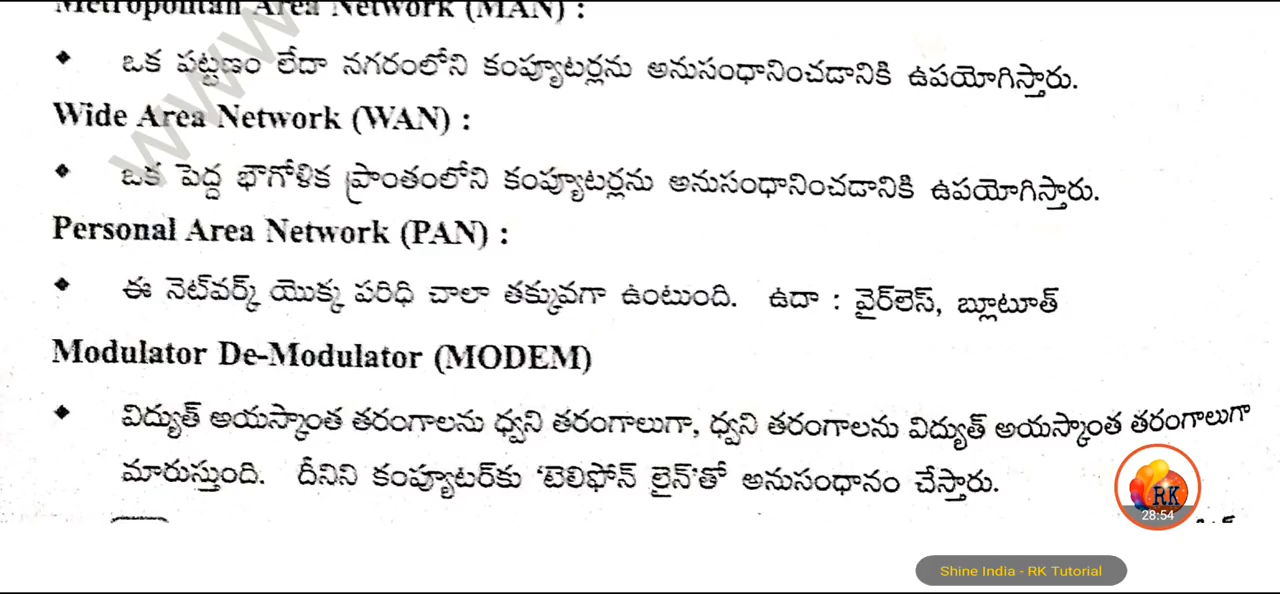 Metropolitan Area Network (MAN) :
◆ ఒక పట్టణం లేదా నగరంలోని కంప్యూటర్లను అనుసంధానించడానికి ఉపయోగిస్తారు.
Wide Area Network (WAN) :
◆ ఒక పెద్ద భౌగోళిక ప్రాంతంలోని కంప్యూటర్లను అనుసంధానించడానికి ఉపయోగిస్తారు.
Personal Area Network (PAN) :
◆ ఈ నెట్‌వర్క్ యొక్క పరిధి చాలా తక్కువగా ఉంటుంది. ఉదా : వైర్‌లెస్, బ్లూటూత్
Modulator De-Modulator (MODEM)
◆ విద్యుత్ అయస్కాంత తరంగాలను ధ్వని తరంగాలుగా, ధ్వని తరంగాలను విద్యుత్ అయస్కాంత తరంగాలుగా
మారుస్తుంది. దీనిని కంప్యూటర్‌కు 'టెలిఫోన్ లైన్'తో అనుసంధానం చేస్తారు.
www
RK
28:54
Shine India - RK Tutorial